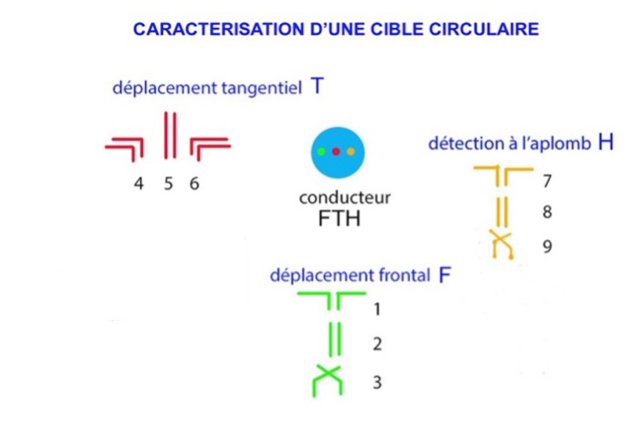 CARACTERISATION D’UNE CIBLE CIRCULAIRE
déplacement tangentiel T
4 5 6
conducteur
FTH
détection à l’aplomb H
7
8
9
déplacement frontal F
1
2
3